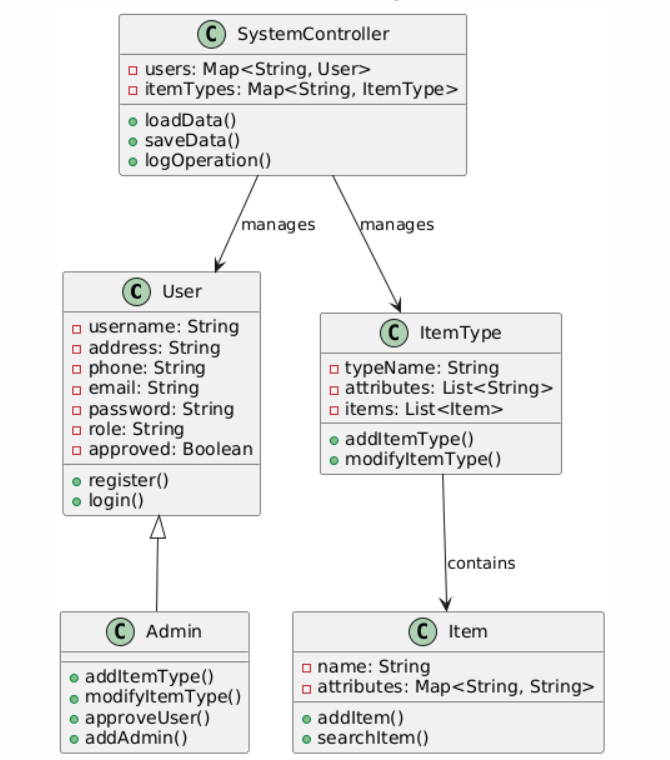 C SystemController
users: Map<String, User>
itemTypes: Map<String, ItemType>
loadData()
saveData()
logOperation()
manages
manages
C User
username: String
address: String
phone: String
email: String
password: String
role: String
approved: Boolean
register()
login()
C ItemType
typeName: String
attributes: List<String>
items: List<Item>
addItemType()
modifyItemType()
contains
C Admin
addItemType()
modifyItemType()
approveUser()
addAdmin()
C Item
name: String
attributes: Map<String, String>
addItem()
searchItem()